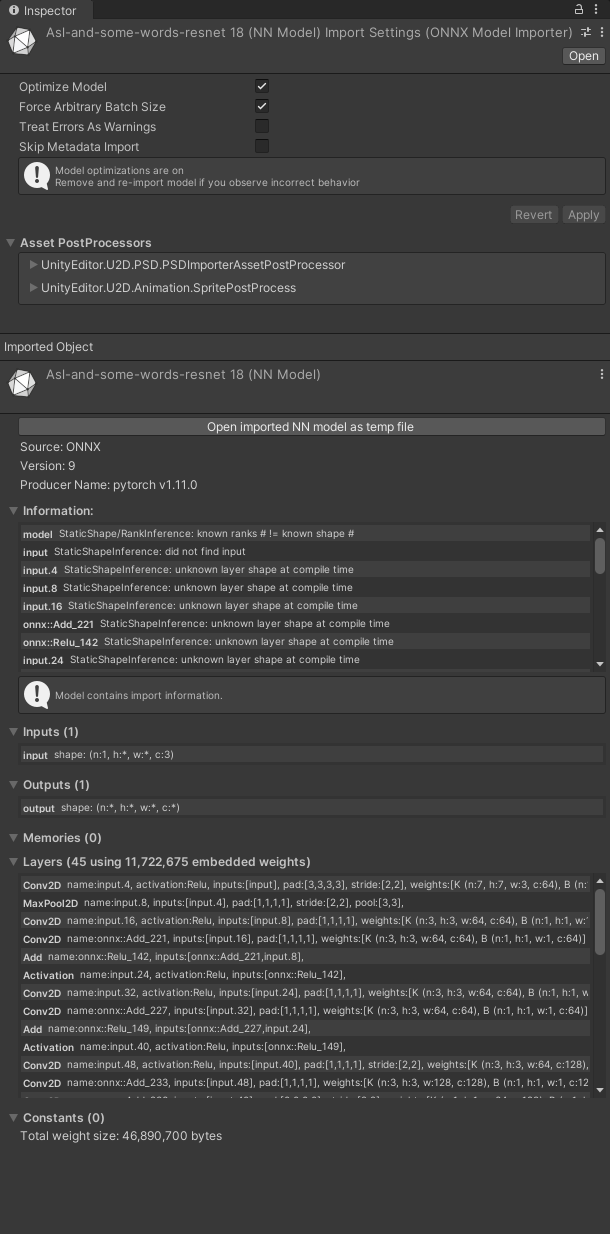 Inspector
Asl-and-some-words-resnet 18 (NN Model) Import Settings (ONNX Model Importer)
Open
Optimize Model
Force Arbitrary Batch Size
Treat Errors As Warnings
Skip Metadata Import
Model optimizations are on
Remove and re-import model if you observe incorrect behavior
Revert Apply
Asset PostProcessors
UnityEditor.U2D.PSD.PSDImporterAssetPostProcessor
UnityEditor.U2D.Animation.SpritePostProcess
Imported Object
Asl-and-some-words-resnet 18 (NN Model)
Open imported NN model as temp file
Source: ONNX
Version: 9
Producer Name: pytorch v1.11.0
Information:
model StaticShape/RankInference: known ranks # != known shape #
input StaticShapeInference: did not find input
input.4 StaticShapeInference: unknown layer shape at compile time
input.8 StaticShapeInference: unknown layer shape at compile time
input.16 StaticShapeInference: unknown layer shape at compile time
onnx::Add_221 StaticShapeInference: unknown layer shape at compile time
onnx::Relu_142 StaticShapeInference: unknown layer shape at compile time
input.24 StaticShapeInference: unknown layer shape at compile time
Model contains import information.
Inputs (1)
input shape: (n:1, h:*, w:*, c:3)
Outputs (1)
output shape: (n:*, h:*, w:*, c:*)
Memories (0)
Layers (45 using 11,722,675 embedded weights)
Conv2D name:input.4, activation:Relu, inputs:[input], pad:[3,3,3,3], stride:[2,2], weights:[K (n:7, h:7, w:3, c:64), B (n:
MaxPool2D name:input.8, inputs:[input.4], pad:[1,1,1,1], stride:[2,2], pool:[3,3],
Conv2D name:input.16, activation:Relu, inputs:[input.8], pad:[1,1,1,1], weights:[K (n:3, h:3, w:64, c:64), B (n:1, h:1, w:
Conv2D name:onnx::Add_221, inputs:[input.16], pad:[1,1,1,1], weights:[K (n:3, h:3, w:64, c:64), B (n:1, h:1, w:1, c:64)]
Add name:onnx::Relu_142, inputs:[onnx::Add_221,input.8],
Activation name:input.24, activation:Relu, inputs:[onnx::Relu_142],
Conv2D name:input.32, activation:Relu, inputs:[input.24], pad:[1,1,1,1], weights:[K (n:3, h:3, w:64, c:64), B (n:1, h:1, w
Conv2D name:onnx::Add_227, inputs:[input.32], pad:[1,1,1,1], weights:[K (n:3, h:3, w:64, c:64), B (n:1, h:1, w:1, c:64)]
Add name:onnx::Relu_149, inputs:[onnx::Add_227,input.24],
Activation name:input.40, activation:Relu, inputs:[onnx::Relu_149],
Conv2D name:input.48, activation:Relu, inputs:[input.40], pad:[1,1,1,1], stride:[2,2], weights:[K (n:3, h:3, w:64, c:128),
Conv2D name:onnx::Add_233, inputs:[input.48], pad:[1,1,1,1], weights:[K (n:3, h:3, w:128, c:128), B (n:1, h:1, w:1, c:12
Constants (0)
Total weight size: 46,890,700 bytes